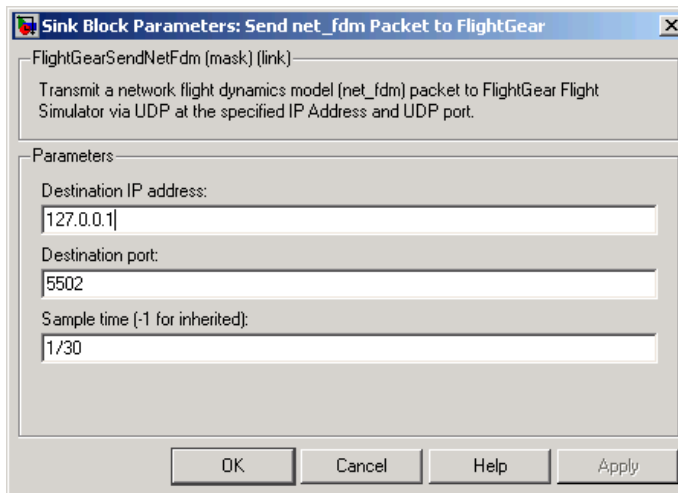 Sink Block Parameters: Send net_fdm Packet to FlightGear
FlightGearSendNetFdm (mask) (link)
Transmit a network flight dynamics model (net_fdm) packet to FlightGear Flight
Simulator via UDP at the specified IP Address and UDP port.
Parameters
Destination IP address:
127.0.0.1
Destination port:
5502
Sample time (-1 for inherited):
1/30
OK Cancel Help Apply